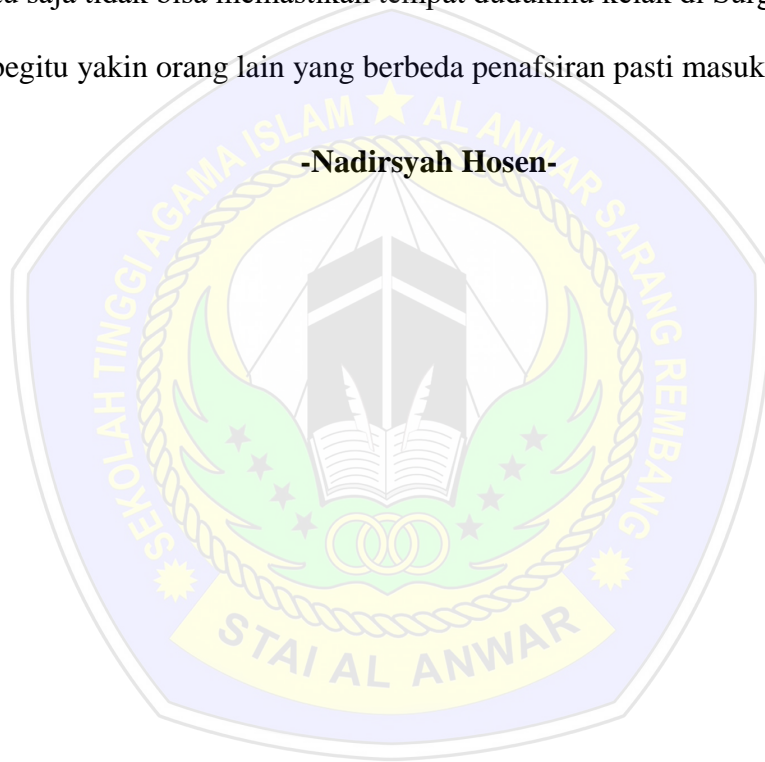 saja tidak bisa memastikan tempat dudukmu kelak di Surg
begitu yakin orang lain yang berbeda penafsiran pasti masuk
-Nadirsyah Hosen-
SEKOLAH TINGGI AGAMA ISLAM AL ANWAR SARANG REMBANG
STAI AL ANWAR